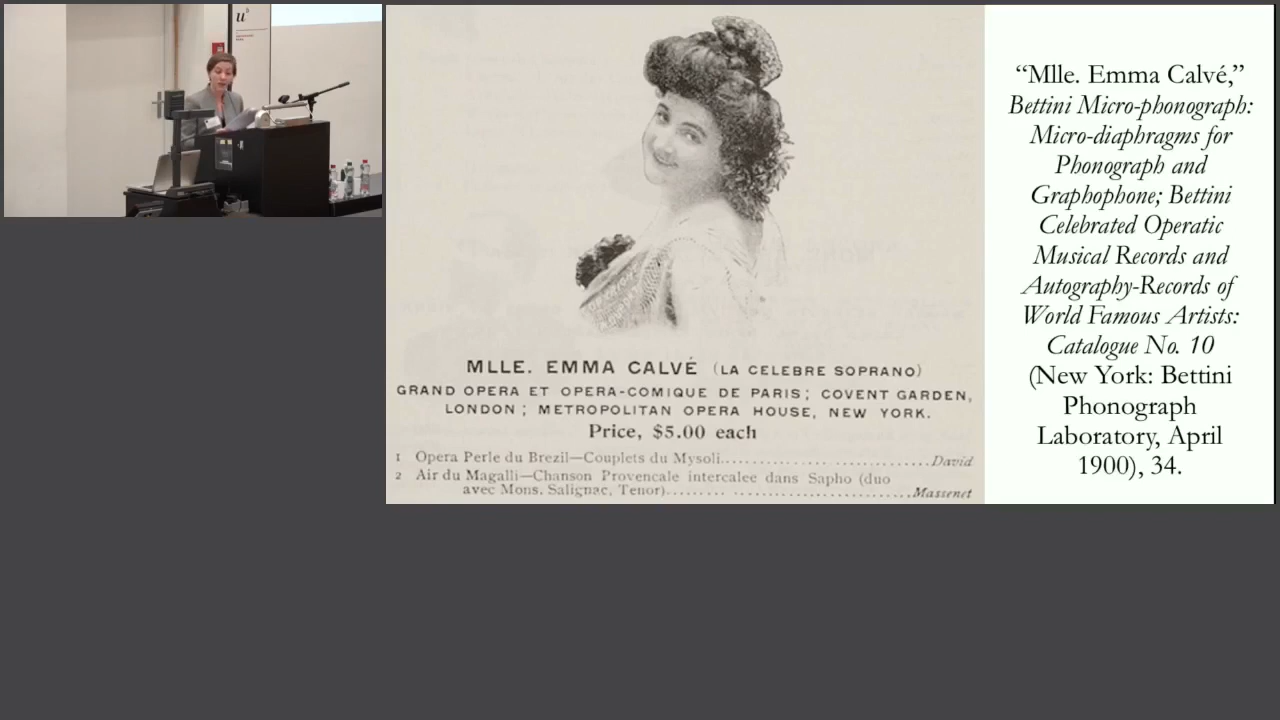 u
b
MLLE. EMMA CALVÉ (LA CELEBRE SOPRANO)
GRAND OPERA ET OPERA-COMIQUE DE PARIS; COVENT GARDEN,
LONDON; METROPOLITAN OPERA HOUSE, NEW YORK.
Price, $5.00 each
1 Opera Perle du Brezil—Couplets du Mysoli..............................David
2 Air du Magalli—Chanson Provencale intercalee dans Sapho (duo
avec Mons. Salignac, Tenor)........ ..........................Massenet
“Mlle. Emma Calvé,”
Bettini Micro-phonograph:
Micro-diaphragms for
Phonograph and
Graphophone; Bettini
Celebrated Operatic
Musical Records and
Autography-Records of
World Famous Artists:
Catalogue No. 10
(New York: Bettini
Phonograph
Laboratory, April
1900), 34.